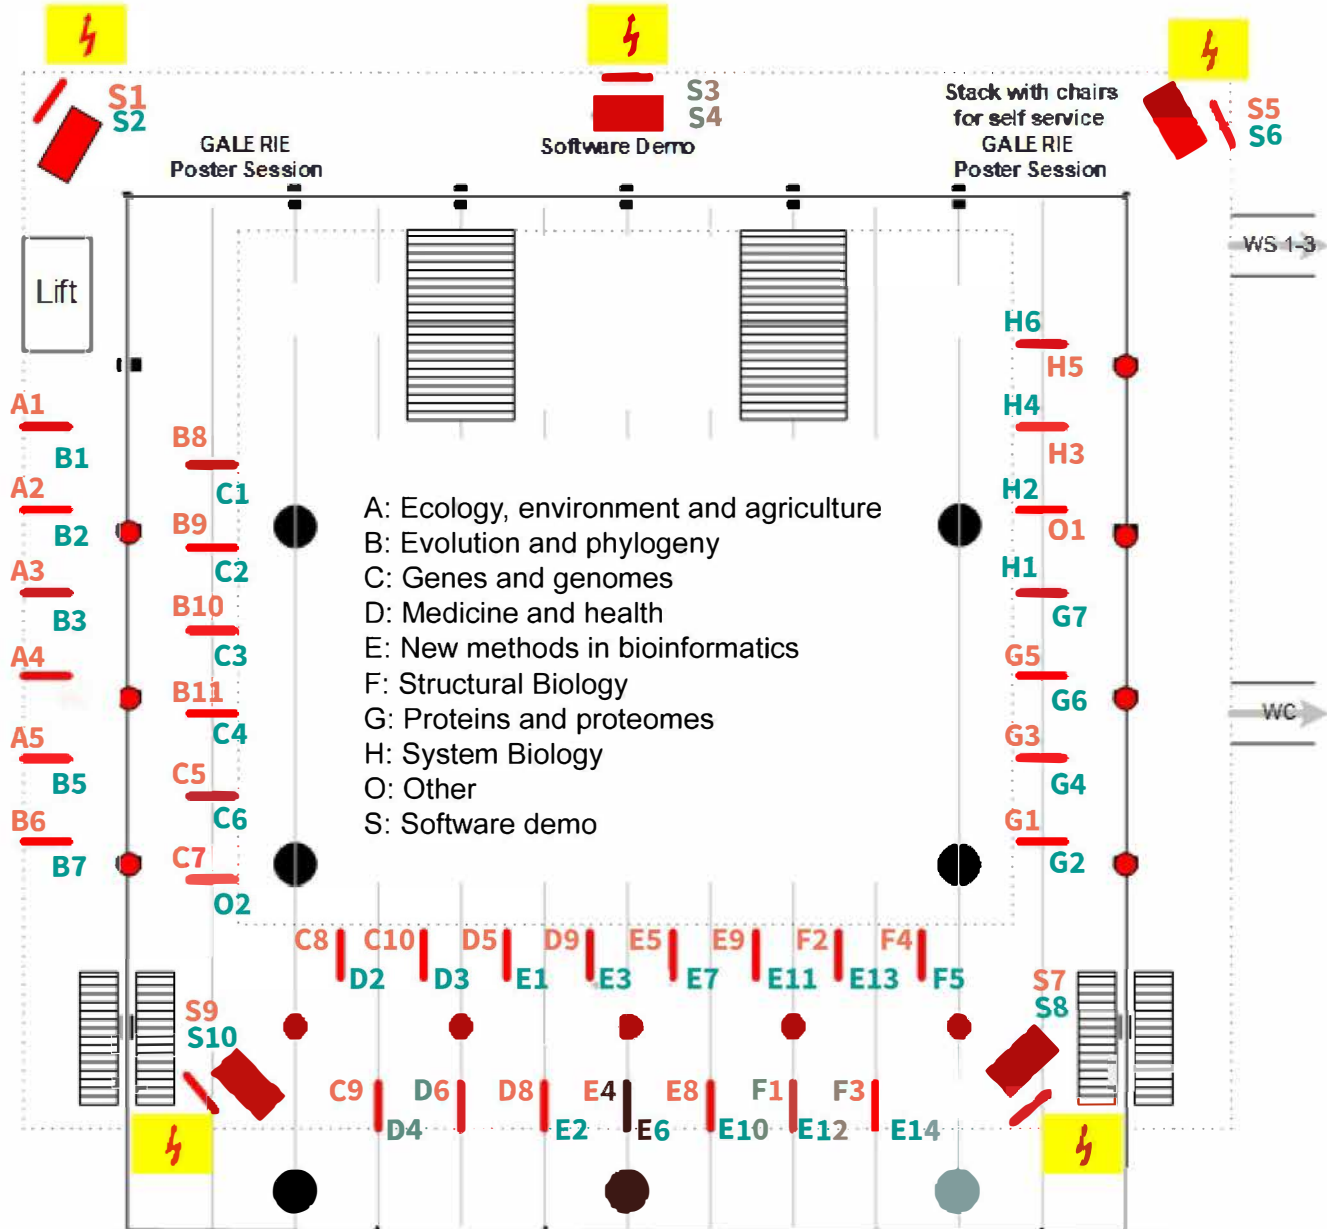 S1
S2
S3
S4
Software Demo
Stack with chairs
for self service
GALERIE
Poster Session
S5
S6
GALERIE
Poster Session
Lift
WS 1-3
A1
B1
A2
B2
A3
B3
A4
A5
B5
B6
B7
B8
C1
B9
C2
B10
C3
B11
C4
C5
C6
C7
O2
A: Ecology, environment and agriculture
B: Evolution and phylogeny
C: Genes and genomes
D: Medicine and health
E: New methods in bioinformatics
F: Structural Biology
G: Proteins and proteomes
H: System Biology
O: Other
S: Software demo
H6
H5
H4
H3
H2
O1
H1
G7
G5
G6
G3
G4
G1
G2
WC
C8 C10 D5 D9 E5 E9 F2 F4
D2 D3 E1 E3 E7 E11 E13 F5
S9
S10
S7
S8
C9 D6 D8 E4 E8 F1 F3
D4 E2 E6 E10 E12 E14